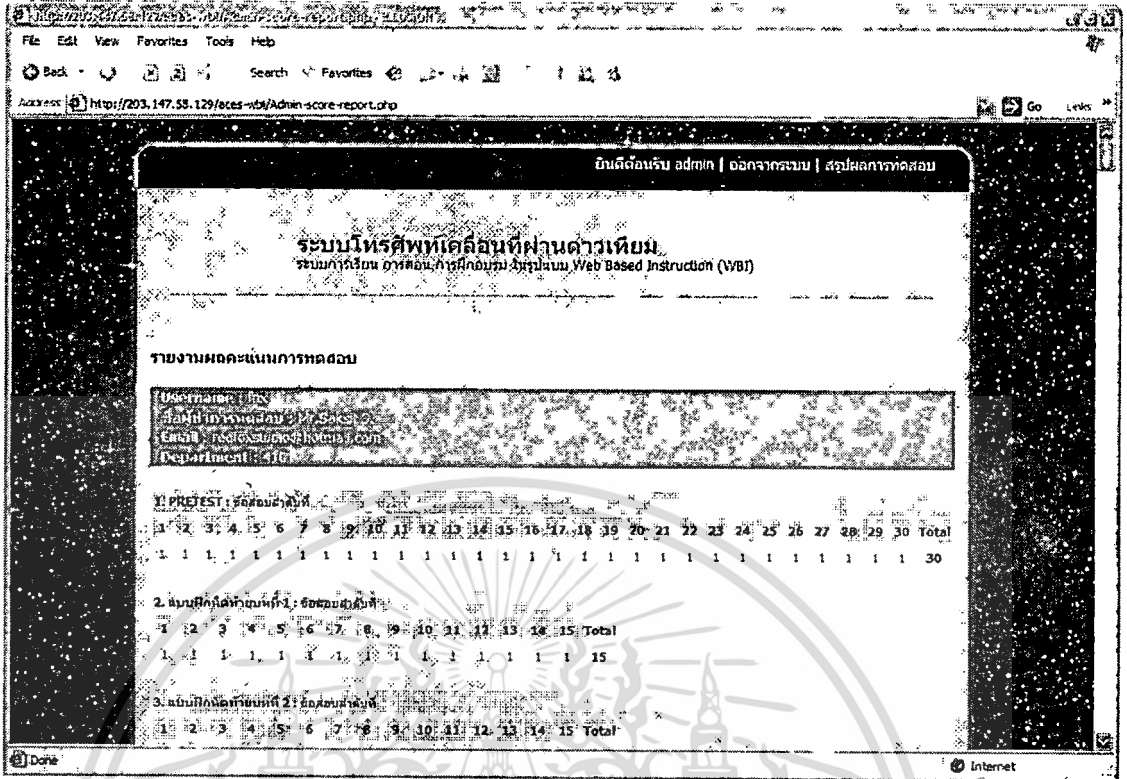 File Edit View Favorites Tools Help
Back Search Favorites
Address http://203.147.55.129/aces-wbi/Admin-score-report.php Go Links
ยินดีต้อนรับ admin | ออกจากระบบ | สรุปผลการทดสอบ
ระบบโทรศัพท์เคลื่อนที่ผ่านดาวเทียม
ระบบการเรียน การสอน การฝึกอบรม ในรูปแบบ Web Based Instruction (WBI)
รายงานผลคะแนนการทดสอบ
Username :
ชื่อผู้ทำการทดสอบ :
Email :
Department :
1. PRETEST : ข้อสอบลำดับที่
1 2 3 4 5 6 7 8 9 10 11 12 13 14 15 16 17 18 19 20 21 22 23 24 25 26 27 28 29 30 Total
1 1 1 1 1 1 1 1 1 1 1 1 1 1 1 1 1 1 1 1 1 1 1 1 1 1 1 1 1 1 30
2. แบบฝึกหัดท้ายบทที่ 1 : ข้อสอบลำดับที่
1 2 3 4 5 6 7 8 9 10 11 12 13 14 15 Total
1 1 1 1 1 1 1 1 1 1 1 1 1 1 1 15
3. แบบฝึกหัดท้ายบทที่ 2 : ข้อสอบลำดับที่
1 2 3 4 5 6 7 8 9 10 11 12 13 14 15 Total
Done Internet